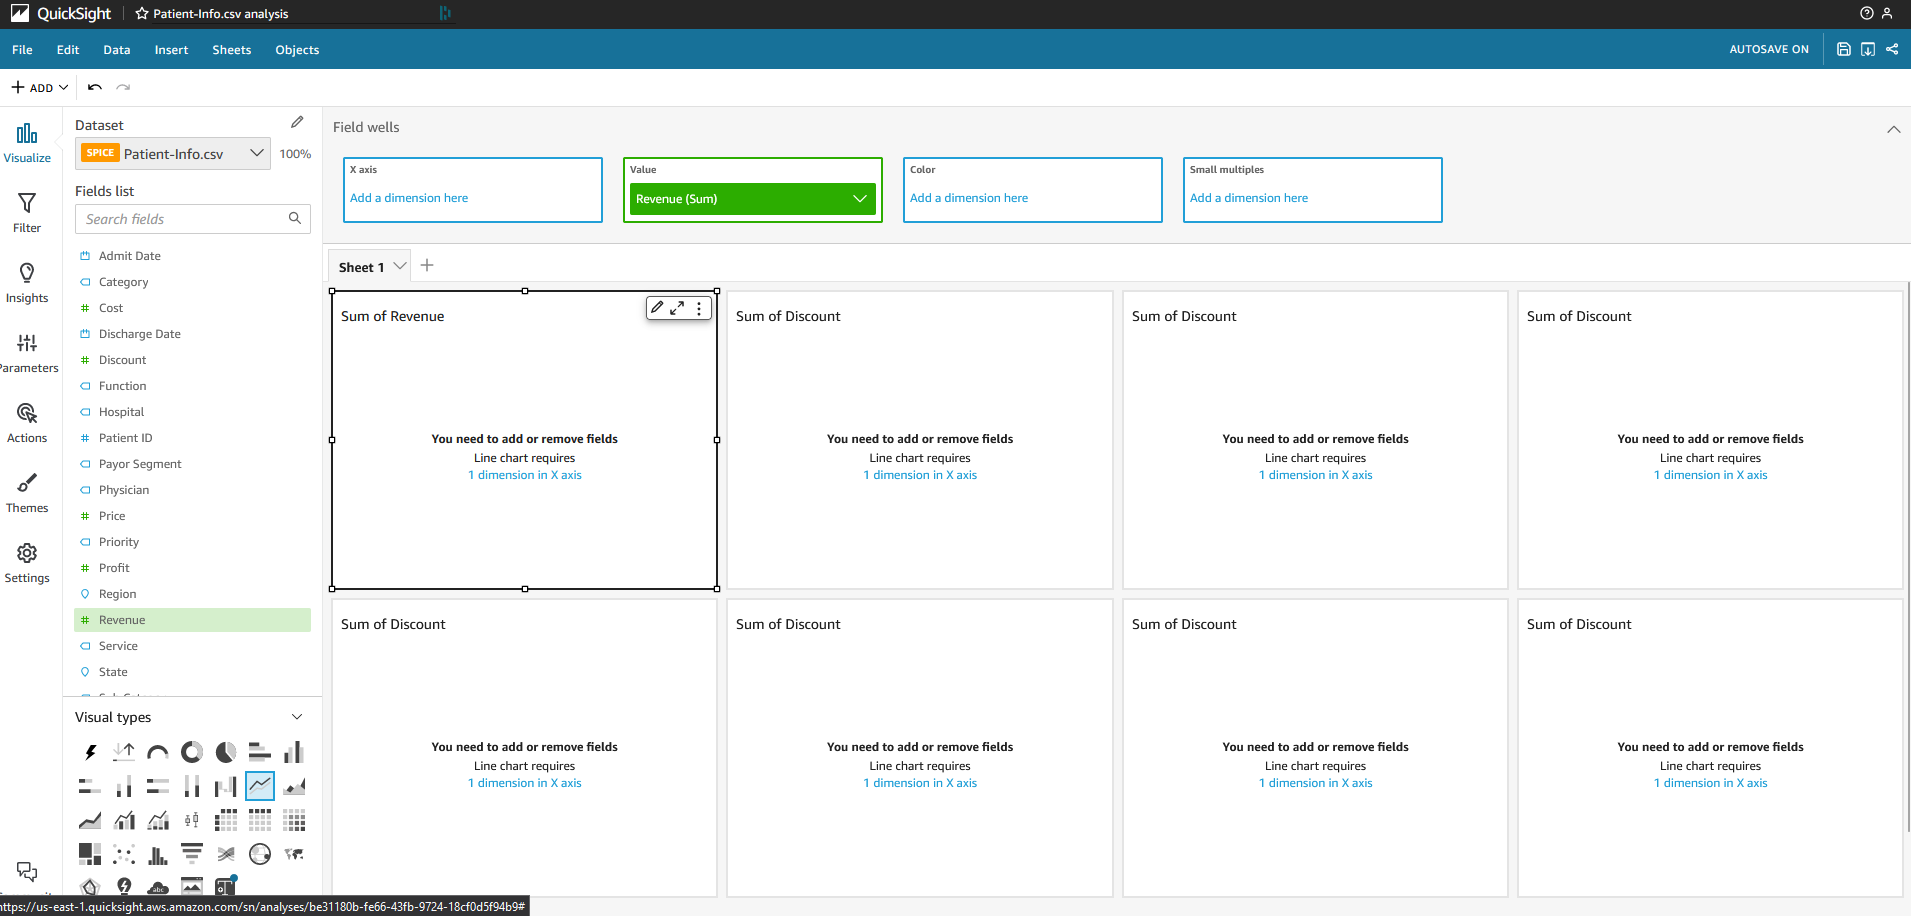 QuickSight
Patient-Info.csv analysis
File Edit Data Insert Sheets Objects
AUTOSAVE ON
ADD
Visualize
Filter
Insights
Parameters
Actions
Themes
Settings
Dataset
SPICE Patient-Info.csv 100%
Fields list
Search fields
Admit Date
Category
Cost
Discharge Date
Discount
Function
Hospital
Patient ID
Payor Segment
Physician
Price
Priority
Profit
Region
Revenue
Service
State
Visual types
abc
Field wells
X axis
Add a dimension here
Value
Revenue (Sum)
Color
Add a dimension here
Small multiples
Add a dimension here
Sheet 1
Sum of Revenue
You need to add or remove fields
Line chart requires
1 dimension in X axis
Sum of Discount
You need to add or remove fields
Line chart requires
1 dimension in X axis
Sum of Discount
You need to add or remove fields
Line chart requires
1 dimension in X axis
Sum of Discount
You need to add or remove fields
Line chart requires
1 dimension in X axis
Sum of Discount
You need to add or remove fields
Line chart requires
1 dimension in X axis
Sum of Discount
You need to add or remove fields
Line chart requires
1 dimension in X axis
Sum of Discount
You need to add or remove fields
Line chart requires
1 dimension in X axis
Sum of Discount
You need to add or remove fields
Line chart requires
1 dimension in X axis
https://us-east-1.quicksight.aws.amazon.com/sn/analyses/be31180b-fe66-43fb-9724-18cf0d5f94b9#